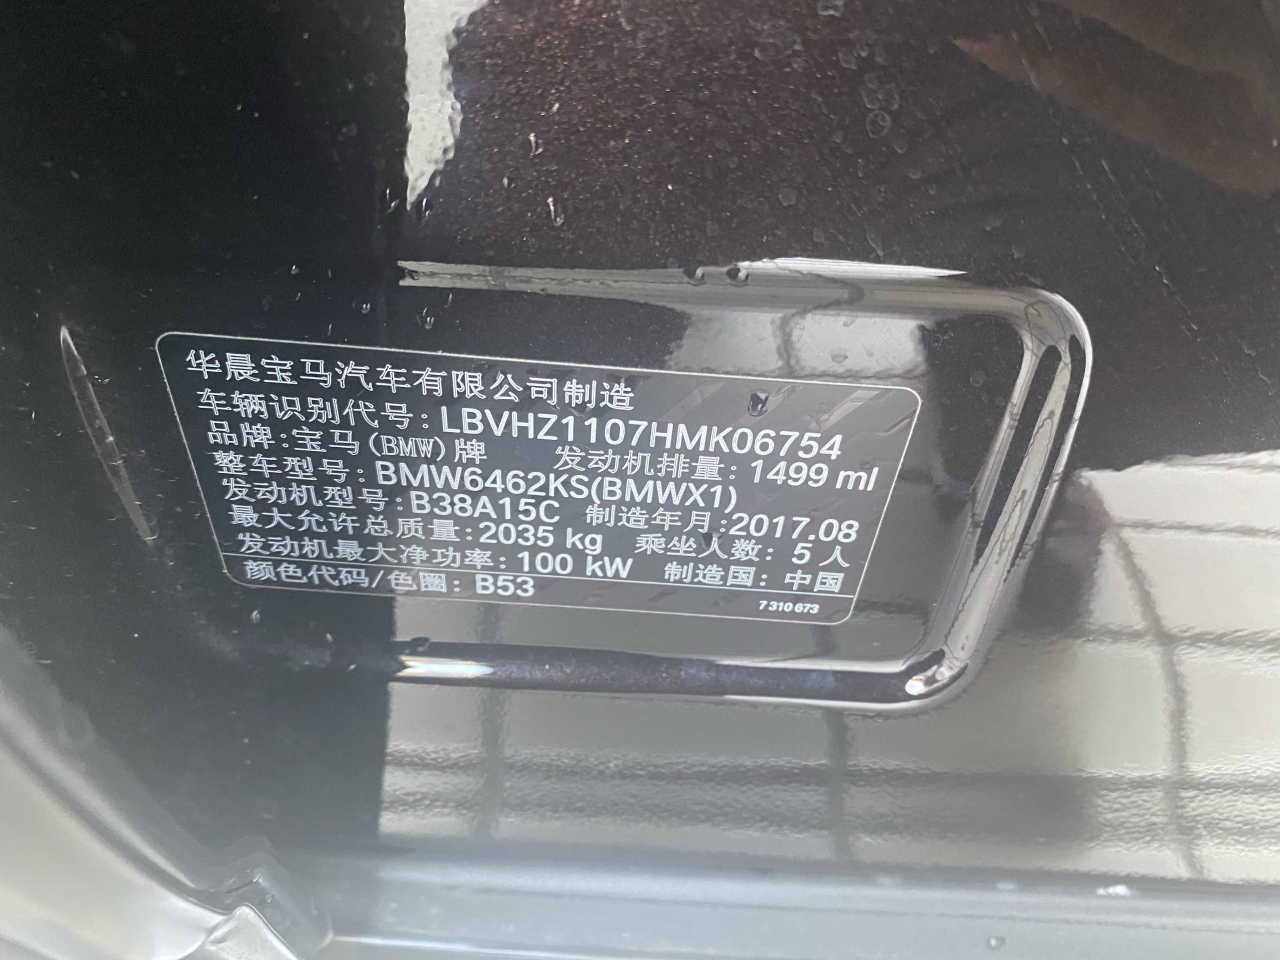 华晨宝马汽车有限公司制造
车辆识别代号: LBVHZ1107HMK06754
品牌: 宝马(BMW)牌 发动机排量: 1499 ml
整车型号: BMW6462KS(BMWX1)
发动机型号: B38A15C 制造年月: 2017.08
最大允许总质量: 2035 kg 乘坐人数: 5 人
发动机最大净功率: 100 kW 制造国: 中国
颜色代码/色圈: B53
7 310 673